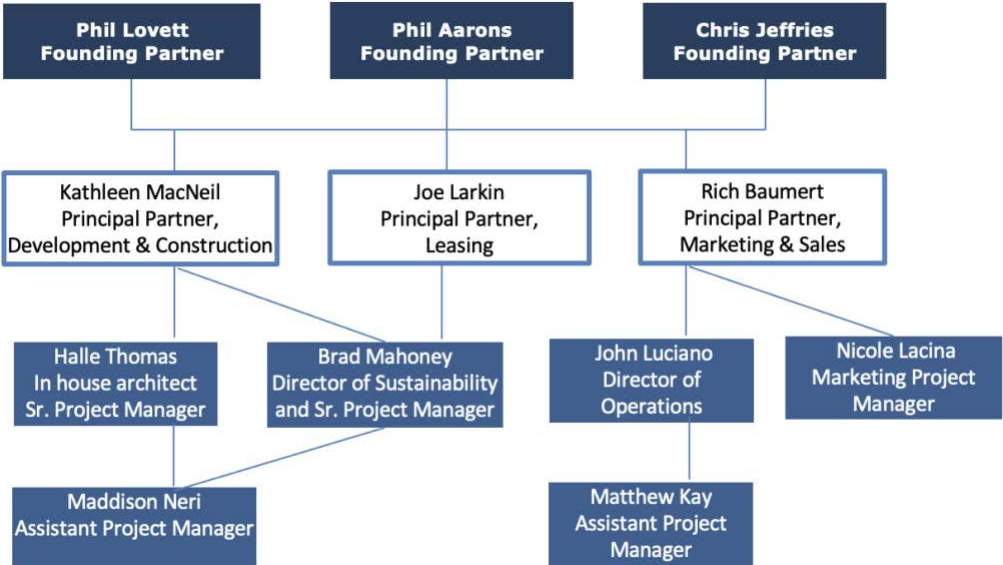 Phil Lovett
Founding Partner
Phil Aarons
Founding Partner
Chris Jeffries
Founding Partner
Kathleen MacNeil
Principal Partner,
Development & Construction
Joe Larkin
Principal Partner,
Leasing
Rich Baumert
Principal Partner,
Marketing & Sales
Halle Thomas
In house architect
Sr. Project Manager
Brad Mahoney
Director of Sustainability
and Sr. Project Manager
John Luciano
Director of
Operations
Nicole Lacina
Marketing Project
Manager
Maddison Neri
Assistant Project Manager
Matthew Kay
Assistant Project
Manager